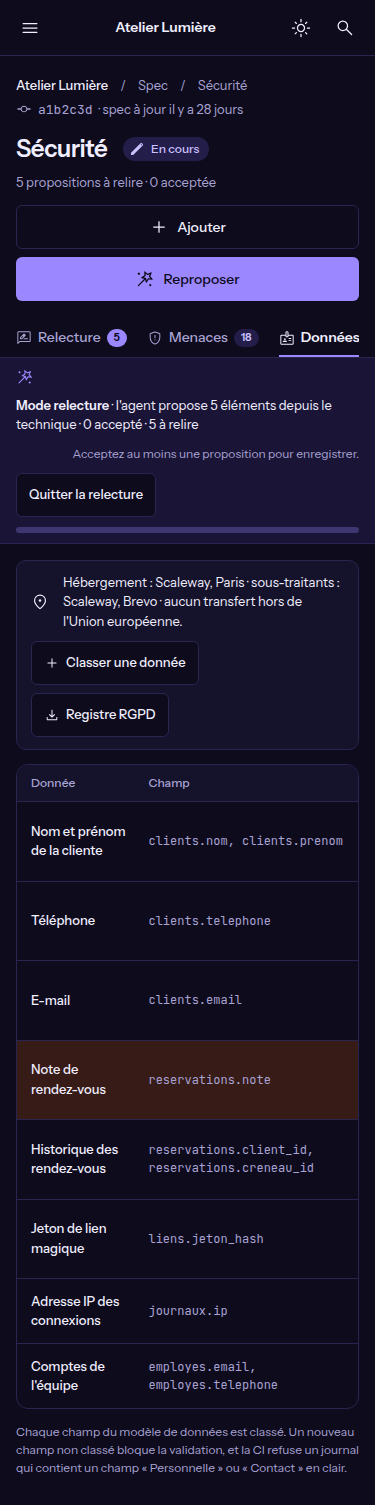 Atelier Lumière
Atelier Lumière / Spec / Sécurité
a1b2c3d · spec à jour il y a 28 jours
Sécurité En cours
5 propositions à relire · 0 acceptée
Ajouter
Reproposer
Relecture 5 Menaces 18 Données
Mode relecture · l'agent propose 5 éléments depuis le
technique · 0 accepté · 5 à relire
Acceptez au moins une proposition pour enregistrer.
Quitter la relecture
Hébergement : Scaleway, Paris · sous-traitants :
Scaleway, Brevo · aucun transfert hors de
l'Union européenne.
Classer une donnée
Registre RGPD
Donnée Champ
Nom et prénom
de la cliente
clients.nom, clients.prenom
Téléphone clients.telephone
E-mail clients.email
Note de
rendez-vous
reservations.note
Historique des
rendez-vous
reservations.client_id,
reservations.creneau_id
Jeton de lien
magique
liens.jeton_hash
Adresse IP des
connexions
journaux.ip
Comptes de
l'équipe
employes.email,
employes.telephone
Chaque champ du modèle de données est classé. Un nouveau
champ non classé bloque la validation, et la CI refuse un journal
qui contient un champ « Personnelle » ou « Contact » en clair.